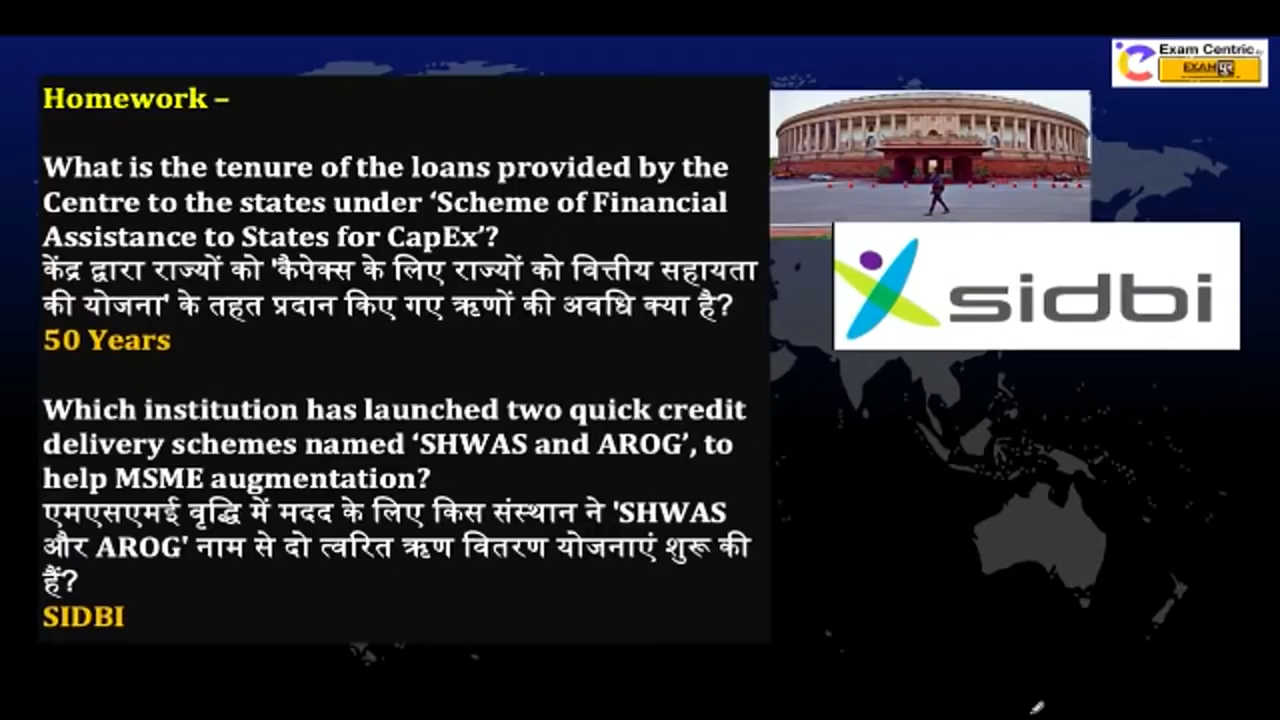 Exam Centric
EXAM पुर
Homework –
What is the tenure of the loans provided by the
Centre to the states under ‘Scheme of Financial
Assistance to States for CapEx’?
केंद्र द्वारा राज्यों को 'कैपेक्स के लिए राज्यों को वित्तीय सहायता
की योजना' के तहत प्रदान किए गए ऋणों की अवधि क्या है?
50 Years
Which institution has launched two quick credit
delivery schemes named ‘SHWAS and AROG’, to
help MSME augmentation?
एमएसएमई वृद्धि में मदद के लिए किस संस्थान ने 'SHWAS
और AROG' नाम से दो त्वरित ऋण वितरण योजनाएं शुरू की
हैं?
SIDBI
sidbi